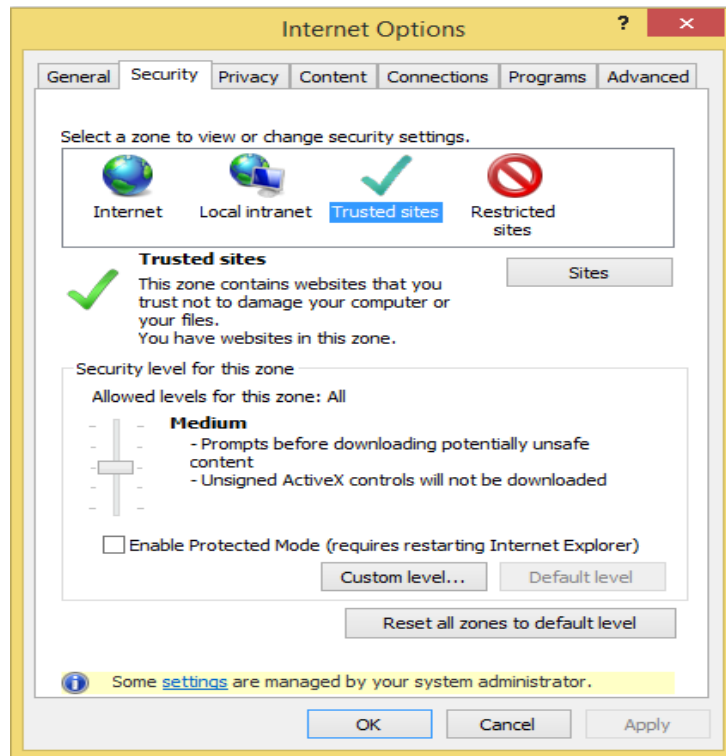 Internet Options
?
General Security Privacy Content Connections Programs Advanced
Select a zone to view or change security settings.
Internet Local intranet Trusted sites Restricted
sites
Trusted sites
Sites
This zone contains websites that you
trust not to damage your computer or
your files.
You have websites in this zone.
Security level for this zone
Allowed levels for this zone: All
Medium
- Prompts before downloading potentially unsafe
content
- Unsigned ActiveX controls will not be downloaded
Enable Protected Mode (requires restarting Internet Explorer)
Custom level... Default level
Reset all zones to default level
Some settings are managed by your system administrator.
OK Cancel Apply